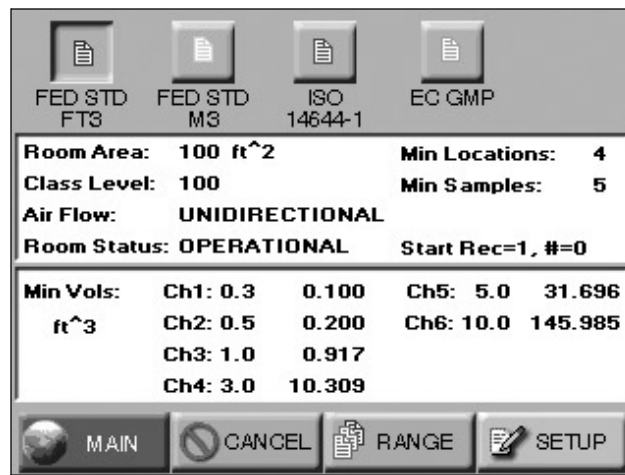 FED STD FT3
FED STD M3
ISO 14644-1
EC GMP
Room Area: 100 ft^2 Min Locations: 4
Class Level: 100 Min Samples: 5
Air Flow: UNIDIRECTIONAL
Room Status: OPERATIONAL Start Rec=1, #=0
Min Vols: Ch1: 0.3 0.100 Ch5: 5.0 31.696
ft^3 Ch2: 0.5 0.200 Ch6: 10.0 145.985
Ch3: 1.0 0.917
Ch4: 3.0 10.309
MAIN CANCEL RANGE SETUP